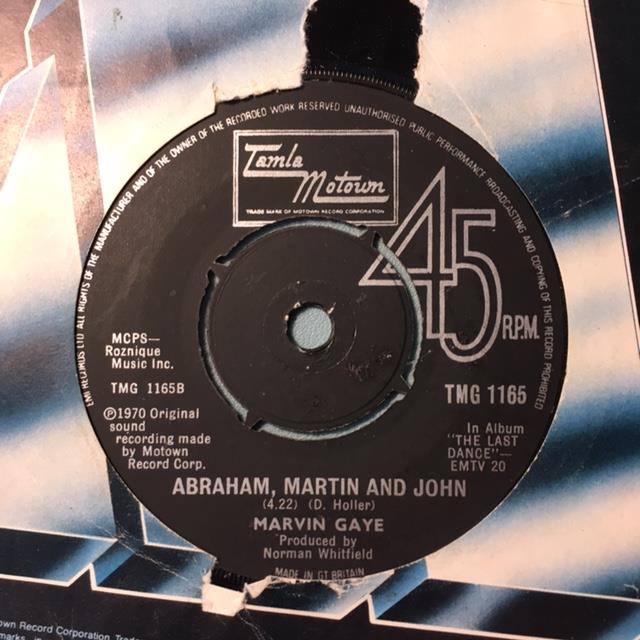 EMI RECORDS LTD ALL RIGHTS OF THE MANUFACTURER AND OF THE OWNER OF THE RECORDED WORK RESERVED UNAUTHORISED PUBLIC PERFORMANCE BROADCASTING AND COPYING OF THIS RECORD PROHIBITED
Tamla
Motown
TRADE MARK OF MOTOWN RECORD CORPORATION
45
R.P.M.
MCPS—
Roznique
Music Inc.
TMG 1165B
TMG 1165
℗1970 Original
sound
recording made
by Motown
Record Corp.
In Album
"THE LAST
DANCE"—
EMTV 20
ABRAHAM, MARTIN AND JOHN
(4.22) (D. Holler)
MARVIN GAYE
Produced by
Norman Whitfield
MADE IN GT BRITAIN
Record Corporation